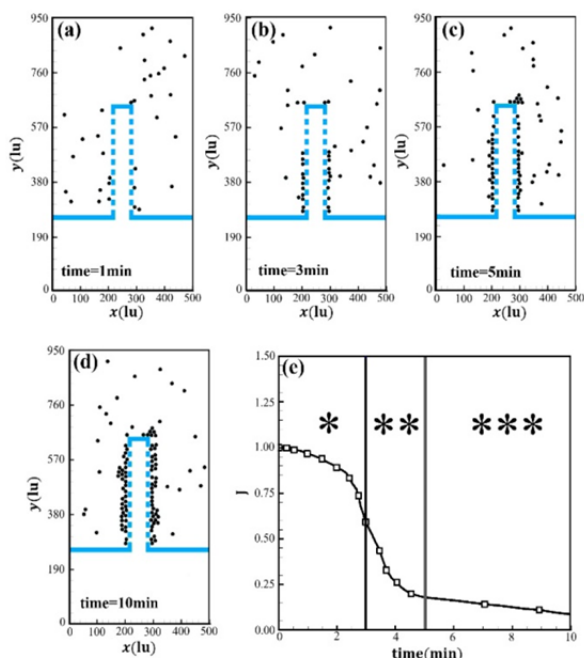 (a)
950
760
570
380
190
0
y(lu)
time=1min
0 100 200 300 400 500
x(lu)
(b)
950
760
570
380
190
0
y(lu)
time=3min
0 100 200 300 400 500
x(lu)
(c)
950
760
570
380
190
0
y(lu)
time=5min
0 100 200 300 400 500
x(lu)
(d)
950
760
570
380
190
0
y(lu)
time=10min
0 100 200 300 400 500
x(lu)
(e)
1.50
1.25
1.00
0.75
0.50
0.25
0.00
J
* ** ***
0 2 4 6 8 10
time(min)